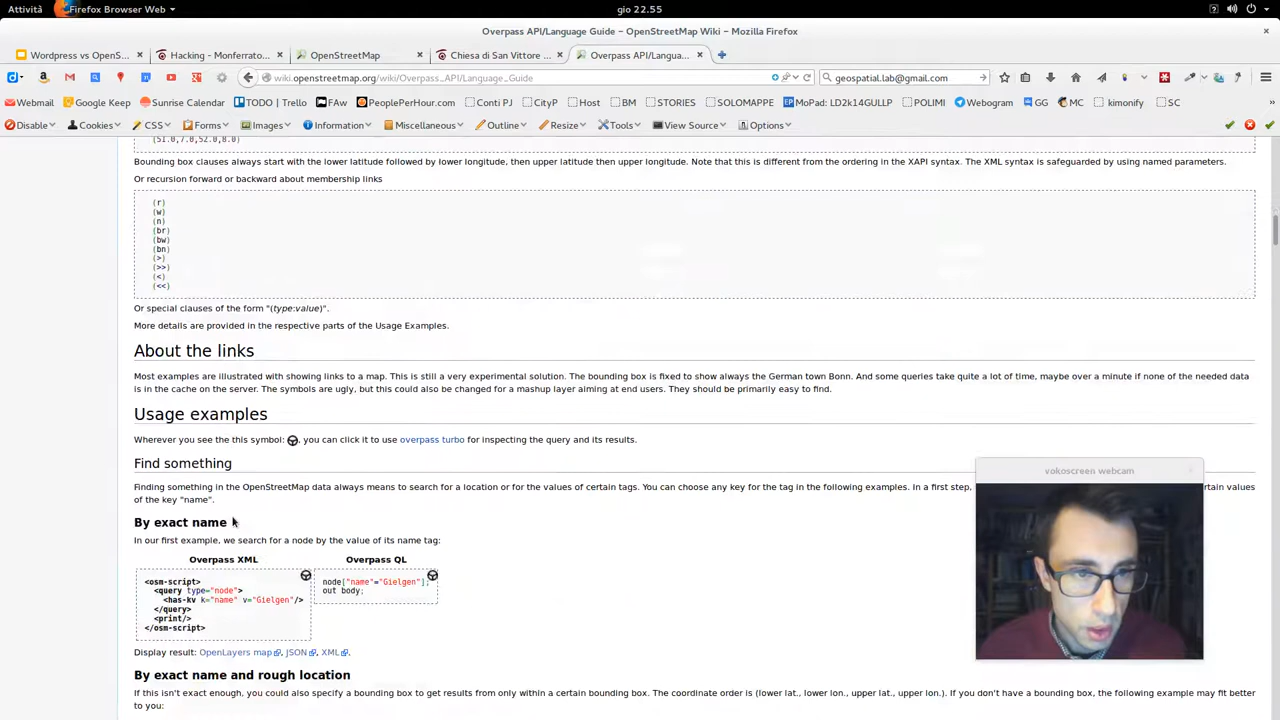 Attività Firefox Browser Web gio 22.55
Overpass API/Language Guide – OpenStreetMap Wiki – Mozilla Firefox
Wordpress vs OpenS... Hacking – Monferrato... OpenStreetMap Chiesa di San Vittore ... Overpass API/Langua...
wiki.openstreetmap.org/wiki/Overpass_API/Language_Guide geospatial.lab@gmail.com
Webmail Google Keep Sunrise Calendar TODO | Trello FAw PeoplePerHour.com Conti PJ CityP Host BM STORIES SOLOMAPPE MoPad: LD2k14GULLP POLIMI Webogram GG MC kimonify SC
Disable Cookies CSS Forms Images Information Miscellaneous Outline Resize Tools View Source Options
(51.0,7.0,52.0,8.0)
Bounding box clauses always start with the lower latitude followed by lower longitude, then upper latitude then upper longitude. Note that this is different from the ordering in the XAPI syntax. The XML syntax is safeguarded by using named parameters.
Or recursion forward or backward about membership links
(r)
(w)
(n)
(br)
(bw)
(bn)
(>)
(>>)
(<)
(<<)
Or special clauses of the form "(type:value)".
More details are provided in the respective parts of the Usage Examples.
About the links
Most examples are illustrated with showing links to a map. This is still a very experimental solution. The bounding box is fixed to show always the German town Bonn. And some queries take quite a lot of time, maybe over a minute if none of the needed data
is in the cache on the server. The symbols are ugly, but this could also be changed for a mashup layer aiming at end users. They should be primarily easy to find.
Usage examples
Wherever you see the this symbol: , you can click it to use overpass turbo for inspecting the query and its results.
Find something
Finding something in the OpenStreetMap data always means to search for a location or for the values of certain tags. You can choose any key for the tag in the following examples. In a first step, rtain values
of the key "name".
vokoscreen webcam
By exact name
In our first example, we search for a node by the value of its name tag:
Overpass XML Overpass QL
<osm-script> node["name"="Gielgen"];
<query type="node"> out body;
<has-kv k="name" v="Gielgen"/>
</query>
<print/>
</osm-script>
Display result: OpenLayers map, JSON, XML.
By exact name and rough location
If this isn't exact enough, you could also specify a bounding box to get results from only within a certain bounding box. The coordinate order is (lower lat., lower lon., upper lat., upper lon.). If you don't have a bounding box, the following example may fit better
to you: